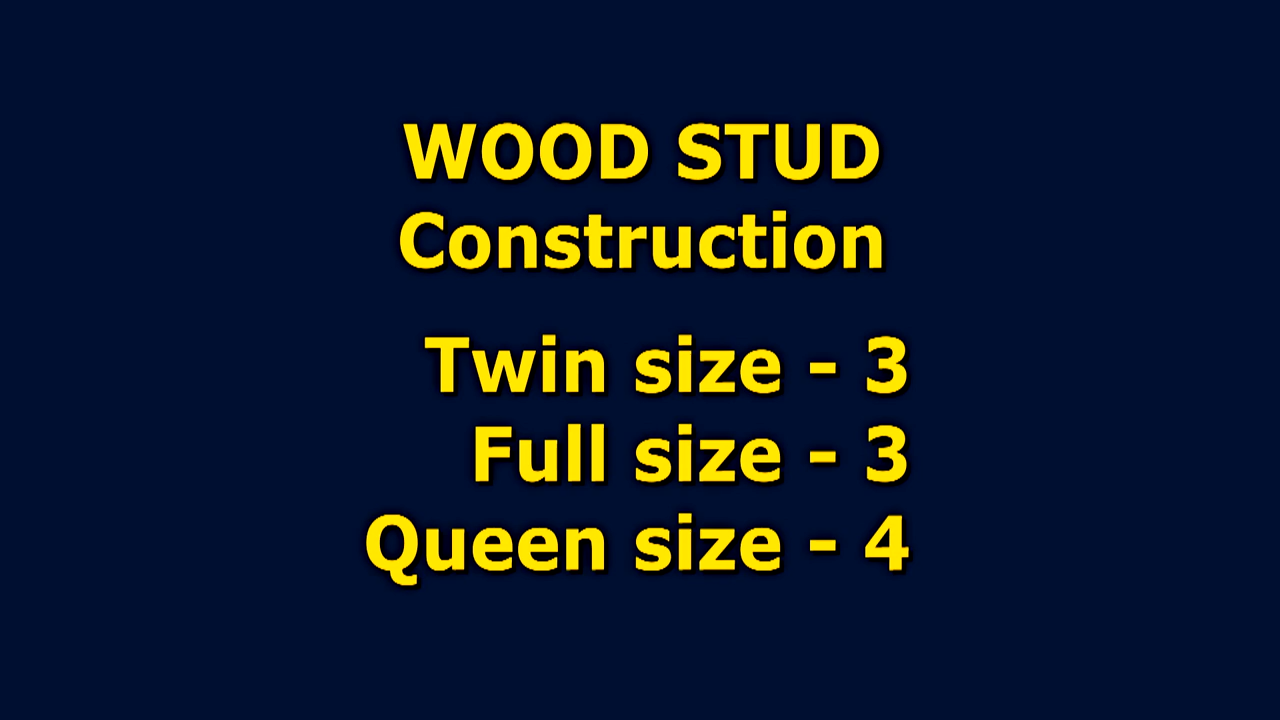 WOOD STUD
Construction
Twin size - 3
Full size - 3
Queen size - 4